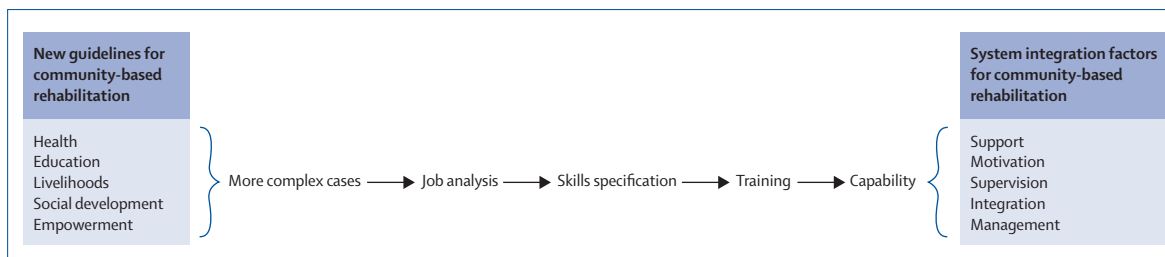 New guidelines for
community-based
rehabilitation
Health
Education
Livelihoods
Social development
Empowerment
More complex cases
Job analysis
Skills specification
Training
Capability
System integration factors
for community-based
rehabilitation
Support
Motivation
Supervision
Integration
Management